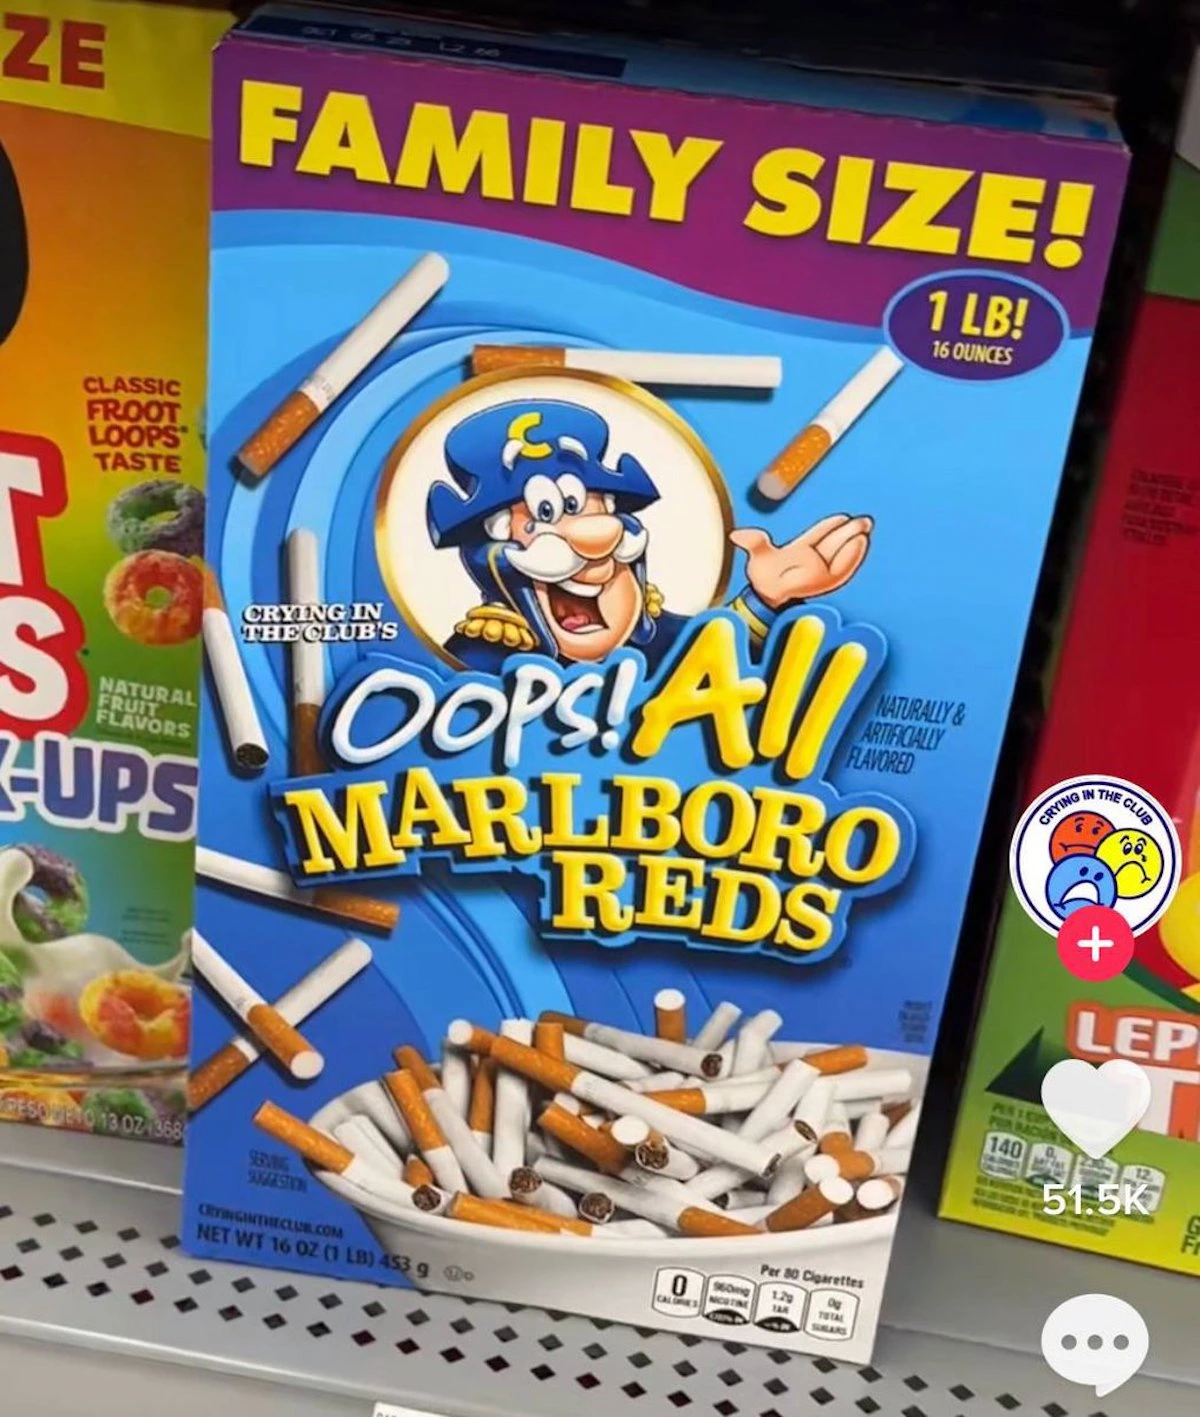 ZE
CLASSIC
FROOT
LOOPS
TASTE
NATURAL
FRUIT
FLAVORS
-UPS
FAMILY SIZE!
1 LB!
16 OUNCES
CRYING IN
THE CLUB'S
OOPS! All
MARLBORO
REDS
NATURALLY &
ARTIFICIALLY
FLAVORED
SERVING
SUGGESTION
CRYINGINTHECLUB.COM
NET WT 16 OZ (1 LB) 453 g
Per 80 Cigarettes
0
CALORIES
960mg
NICOTINE
1.2g
TAR
0g
TOTAL
SUGARS
CRYING IN THE CLUB
LEP
140
51.5K